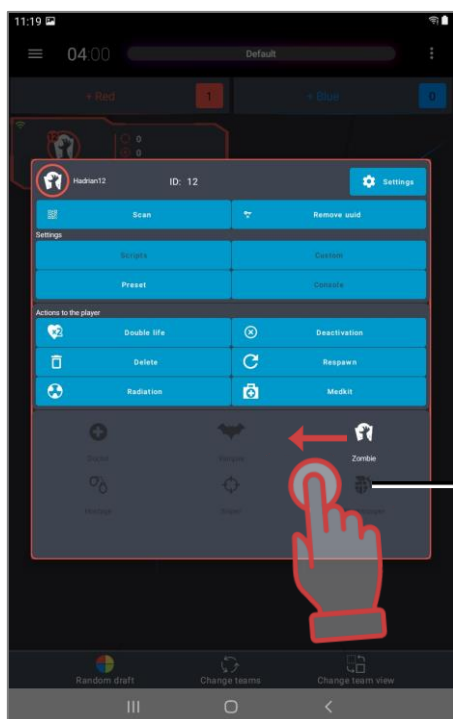 11:19
04:00 Default
+ Red 1 + Blue 0
12
0
0
Hadrian12 ID: 12 Settings
Scan Remove uuid
Settings
Scripts Custom
Preset Console
Actions to the player
x2 Double life Deactivation
Delete Respawn
Radiation Medkit
Doctor Vampire Zombie
Hostage Sniper
Random draft Change teams Change team view